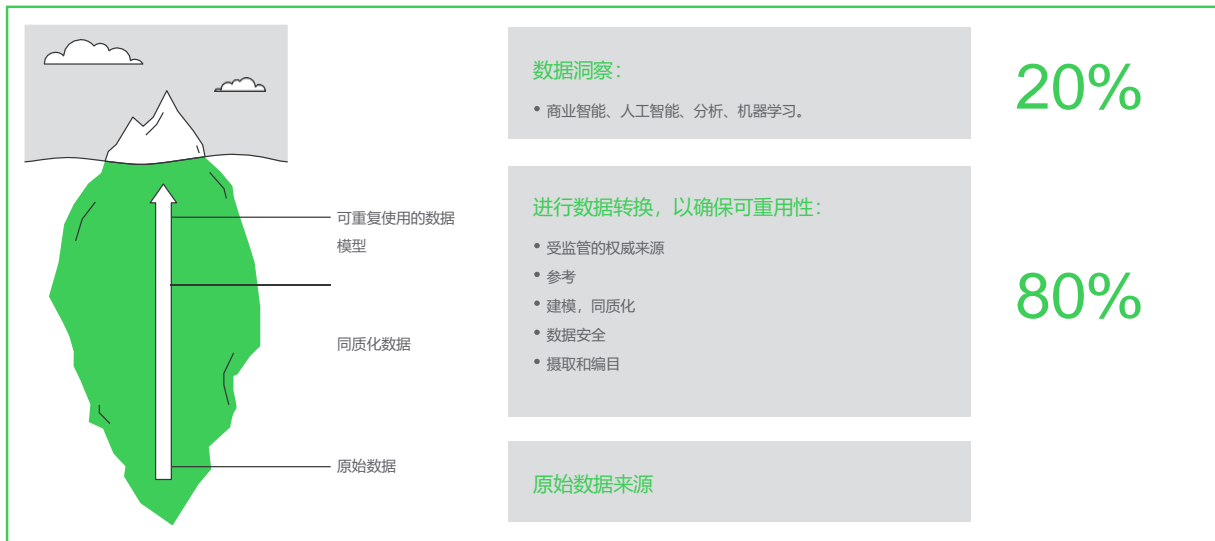 数据洞察：
• 商业智能、人工智能、分析、机器学习。
20%
可重复使用的数据
模型
同质化数据
原始数据
进行数据转换，以确保可重用性：
• 受监管的权威来源
• 参考
• 建模，同质化
• 数据安全
• 摄取和编目
80%
原始数据来源